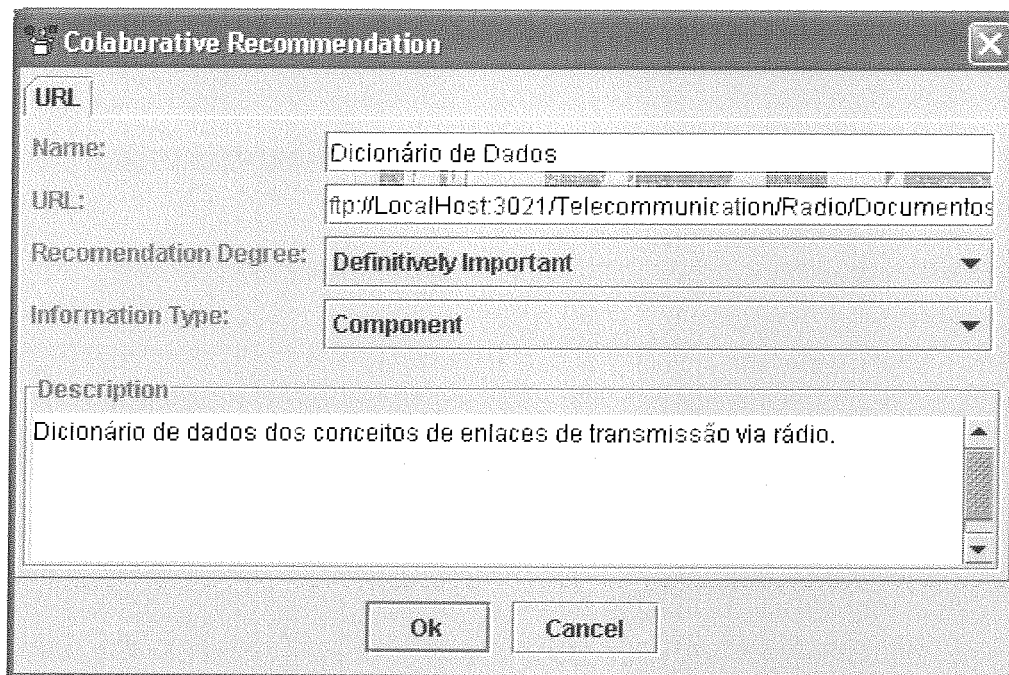 Colaborative Recommendation
URL
Name: Dicionário de Dados
URL: ftp://LocalHost:3021/Telecommunication/Radio/Documentos
Recomendation Degree: Definitively Important
Information Type: Component
Description
Dicionário de dados dos conceitos de enlaces de transmissão via rádio.
Ok Cancel